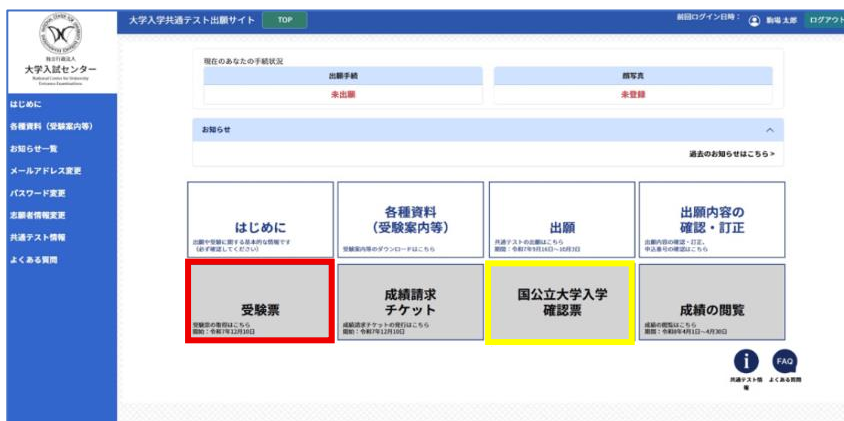 大学入学共通テスト出願サイト
TOP
前回ログイン日時：
駒場 太郎
ログアウト
独立行政法人
大学入試センター
National Center for University
Entrance Examinations
はじめに
各種資料（受験案内等）
お知らせ一覧
メールアドレス変更
パスワード変更
志願者情報変更
共通テスト情報
よくある質問
現在のあなたの手続状況
出願手続
顔写真
未出願
未登録
お知らせ
過去のお知らせはこちら >
はじめに
出願や受験に関する基本的な情報です
（必ず確認してください）
各種資料
（受験案内等）
受験案内等のダウンロードはこちら
出願
共通テストの出願はこちら
期間：令和7年9月16日～10月3日
出願内容の
確認・訂正
出願内容の確認・訂正、
申込番号の確認はこちら
受験票
受験票の取得はこちら
開始：令和7年12月10日
成績請求
チケット
成績請求チケットの発行はこちら
開始：令和7年12月10日
国公立大学入学
確認票
成績の閲覧
成績の閲覧はこちら
期間：令和8年4月1日～4月30日
i
FAQ
共通テスト情
報
よくある質問